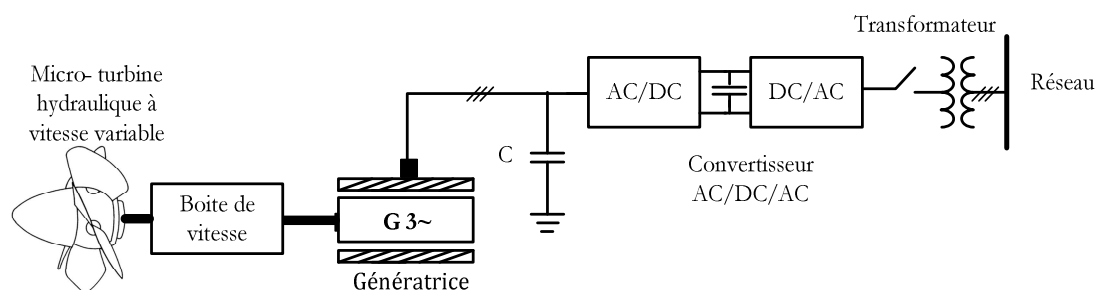 Transformateur
Micro- turbine
hydraulique à
vitesse variable
AC/DC
DC/AC
Réseau
C
Convertisseur
AC/DC/AC
Boite de
vitesse
G 3~
Génératrice